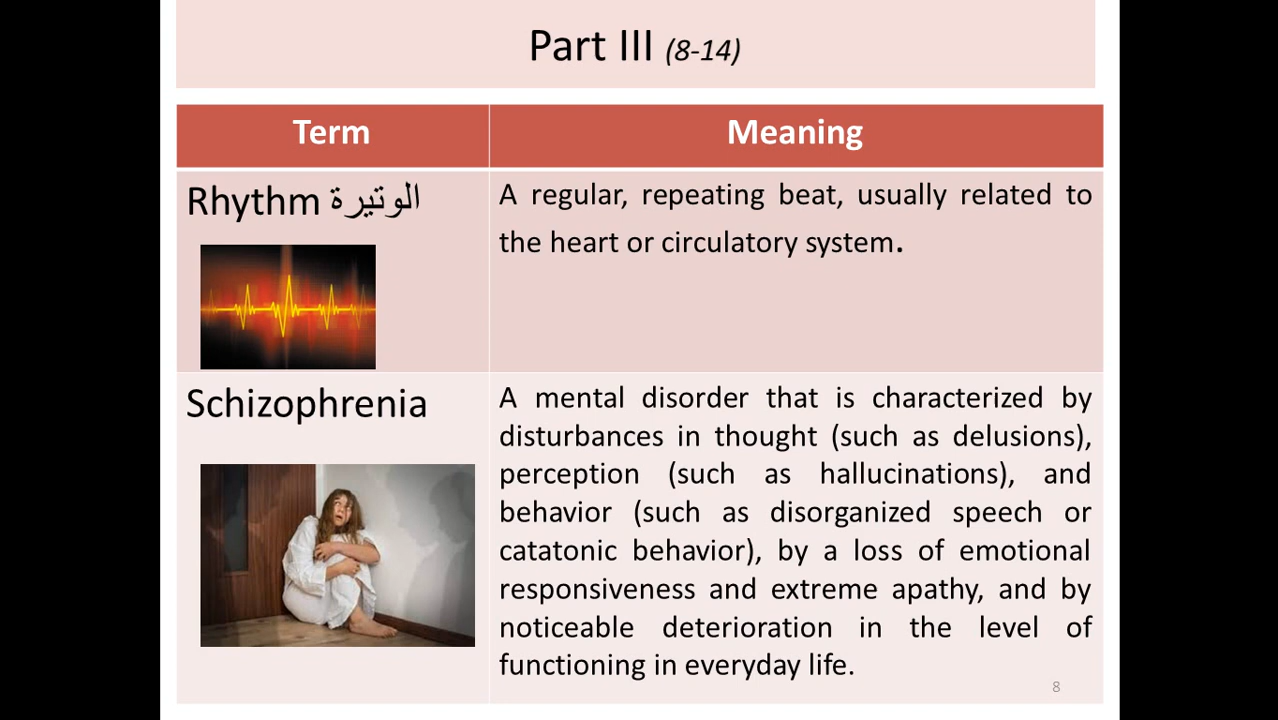 Part III (8-14)
Term
Meaning
Rhythm الوتيرة
A regular, repeating beat, usually related to
the heart or circulatory system.
Schizophrenia
A mental disorder that is characterized by
disturbances in thought (such as delusions),
perception (such as hallucinations), and
behavior (such as disorganized speech or
catatonic behavior), by a loss of emotional
responsiveness and extreme apathy, and by
noticeable deterioration in the level of
functioning in everyday life.
8